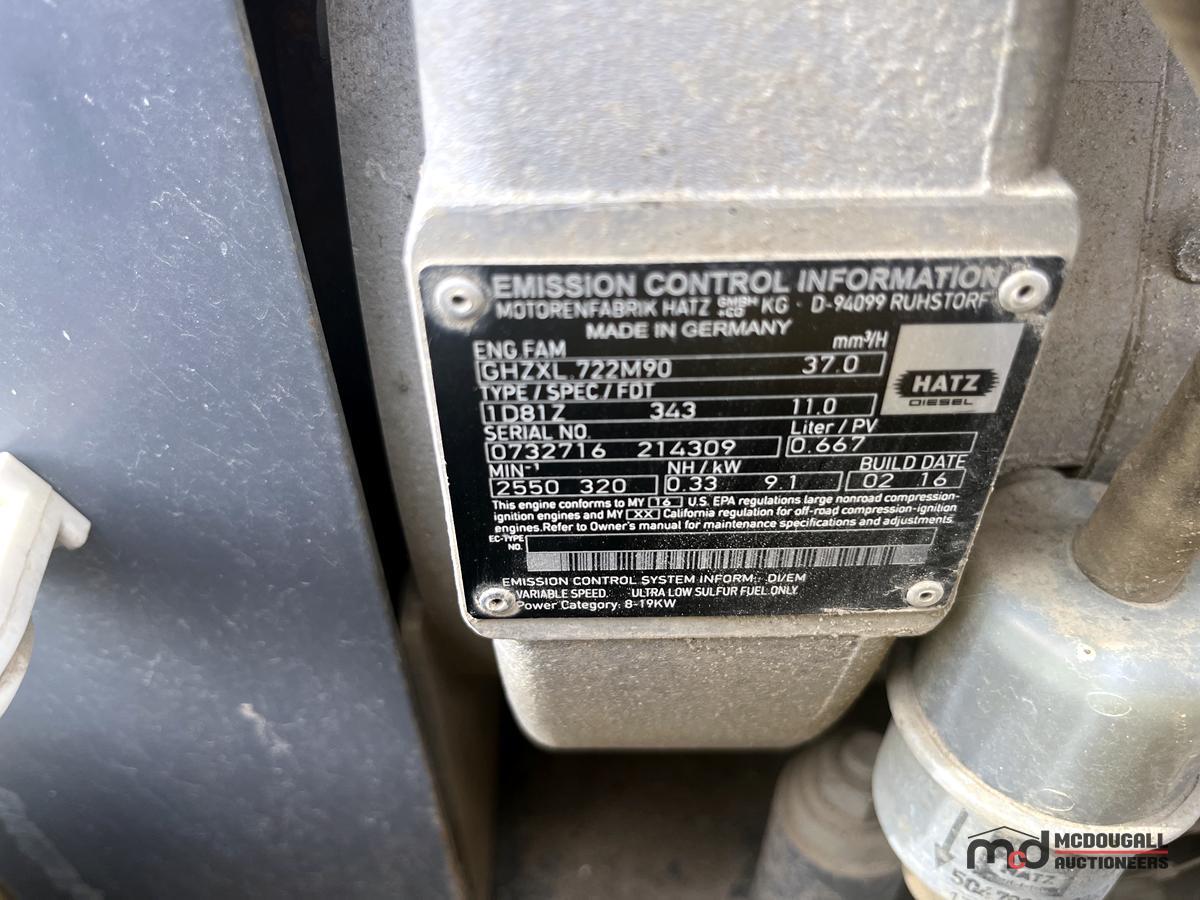 EMISSION CONTROL INFORMATION
MOTORENFABRIK HATZ GMBH +CO KG · D-94099 RUHSTORF
MADE IN GERMANY
ENG.FAM mm³/H
GHZXL.722M90 37.0
HATZ
DIESEL
TYPE / SPEC / FDT
1D81Z 343 11.0
SERIAL NO. Liter / PV
0732716 214309 0.667
MIN-¹ NH / kW BUILD DATE
2550 320 0.33 9.1 02 16
This engine conforms to MY 16 U.S. EPA regulations large nonroad compression-
ignition engines and MY XX California regulation for off-road compression-ignition
engines.Refer to Owner's manual for maintenance specifications and adjustments
EC-TYPE
NO.
EMISSION CONTROL SYSTEM INFORM: DI/EM
VARIABLE SPEED. ULTRA LOW SULFUR FUEL ONLY.
Power Category: 8-19KW
HATZ
mcd MCDOUGALL
AUCTIONEERS